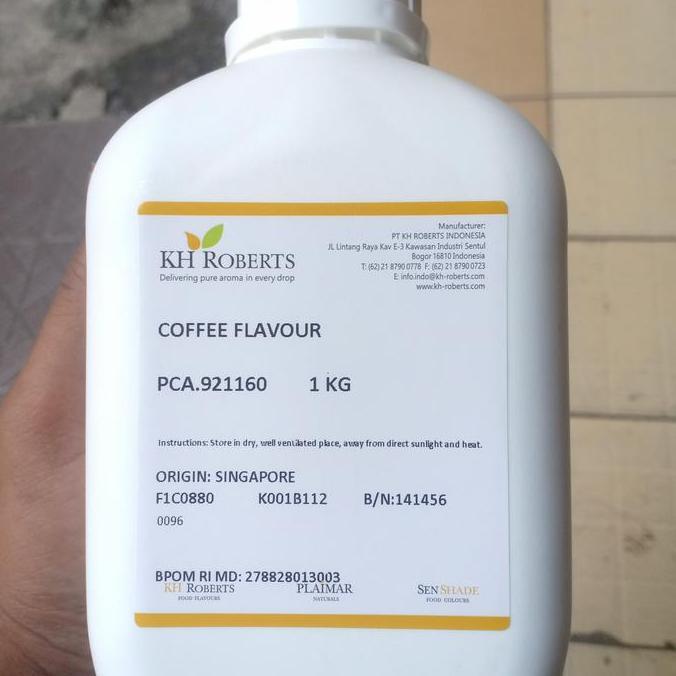 KH ROBERTS
Delivering pure aroma in every drop
Manufacturer:
PT KH ROBERTS INDONESIA
JL Lintang Raya Kav E-3 Kawasan Industri Sentul
Bogor 16810 Indonesia
T: (62) 21 8790 0778 F: (62) 21 8790 0723
E: info.indo@kh-roberts.com
www.kh-roberts.com
COFFEE FLAVOUR
PCA.921160 1 KG
Instructions: Store in dry, well ventilated place, away from direct sunlight and heat.
ORIGIN: SINGAPORE
F1C0880 K001B112 B/N:141456
0096
BPOM RI MD: 278828013003
KH ROBERTS PLAIMAR SENSHADE
FOOD FLAVOURS NATURALS FOOD COLOURS